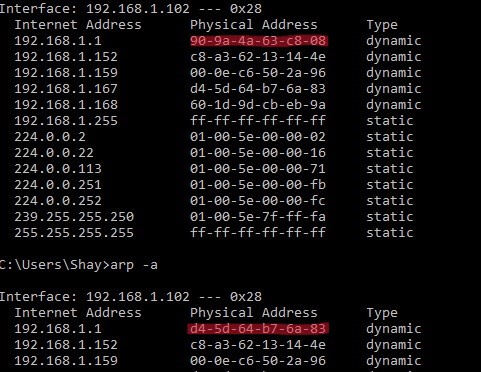 Interface: 192.168.1.102 --- 0x28
Internet Address Physical Address Type
192.168.1.1 90-9a-4a-63-c8-08 dynamic
192.168.1.152 c8-a3-62-13-14-4e dynamic
192.168.1.159 00-0e-c6-50-2a-96 dynamic
192.168.1.167 d4-5d-64-b7-6a-83 dynamic
192.168.1.168 60-1d-9d-cb-eb-9a dynamic
192.168.1.255 ff-ff-ff-ff-ff-ff static
224.0.0.2 01-00-5e-00-00-02 static
224.0.0.22 01-00-5e-00-00-16 static
224.0.0.113 01-00-5e-00-00-71 static
224.0.0.251 01-00-5e-00-00-fb static
224.0.0.252 01-00-5e-00-00-fc static
239.255.255.250 01-00-5e-7f-ff-fa static
255.255.255.255 ff-ff-ff-ff-ff-ff static
C:\Users\Shay>arp -a
Interface: 192.168.1.102 --- 0x28
Internet Address Physical Address Type
192.168.1.1 d4-5d-64-b7-6a-83 dynamic
192.168.1.152 c8-a3-62-13-14-4e dynamic
192.168.1.159 00-0e-c6-50-2a-96 dynamic